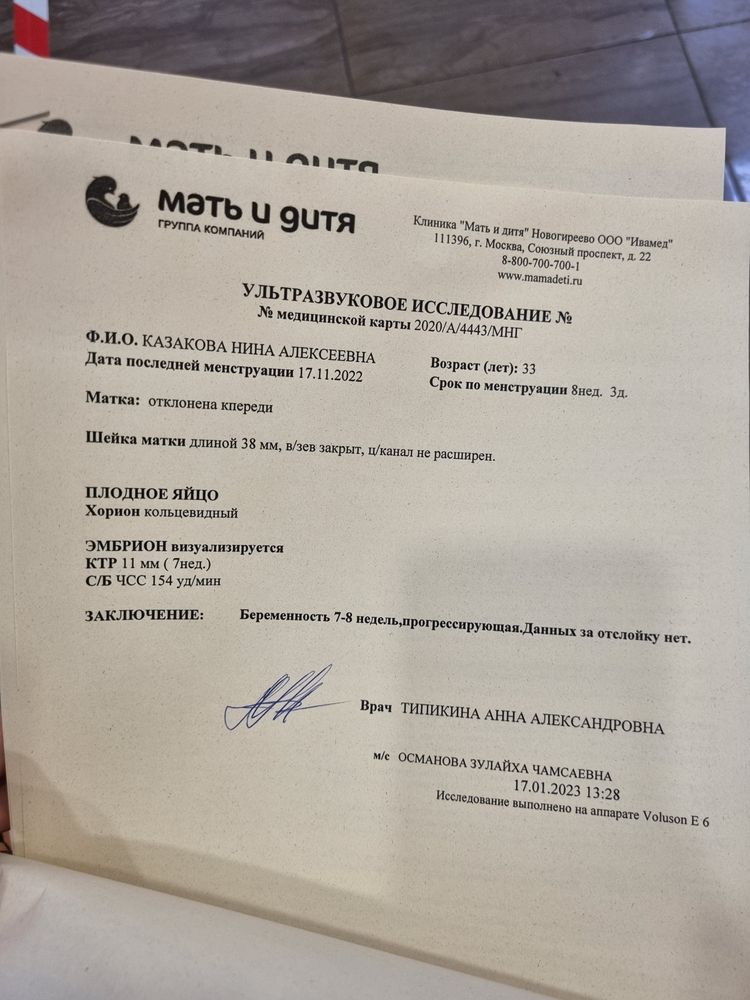 мать и дитя
мать и дитя
ГРУППА КОМПАНИЙ
Клиника "Мать и дитя" Новогиреево ООО "Ивамед"
111396, г. Москва, Союзный проспект, д. 22
8-800-700-700-1
www.mamadeti.ru
УЛЬТРАЗВУКОВОЕ ИССЛЕДОВАНИЕ №
№ медицинской карты 2020/А/4443/МНГ
Ф.И.О. КАЗАКОВА НИНА АЛЕКСЕЕВНА
Возраст (лет): 33
Дата последней менструации 17.11.2022
Срок по менструации 8нед. 3д.
Матка: отклонена кпереди
Шейка матки длиной 38 мм, в/зев закрыт, ц/канал не расширен.
ПЛОДНОЕ ЯЙЦО
Хорион кольцевидный
ЭМБРИОН визуализируется
КТР 11 мм ( 7нед.)
С/Б ЧСС 154 уд/мин
ЗАКЛЮЧЕНИЕ: Беременность 7-8 недель,прогрессирующая.Данных за отслойку нет.
Врач ТИПИКИНА АННА АЛЕКСАНДРОВНА
м/с ОСМАНОВА ЗУЛАЙХА ЧАМСАЕВНА
17.01.2023 13:28
Исследование выполнено на аппарате Voluson E 6